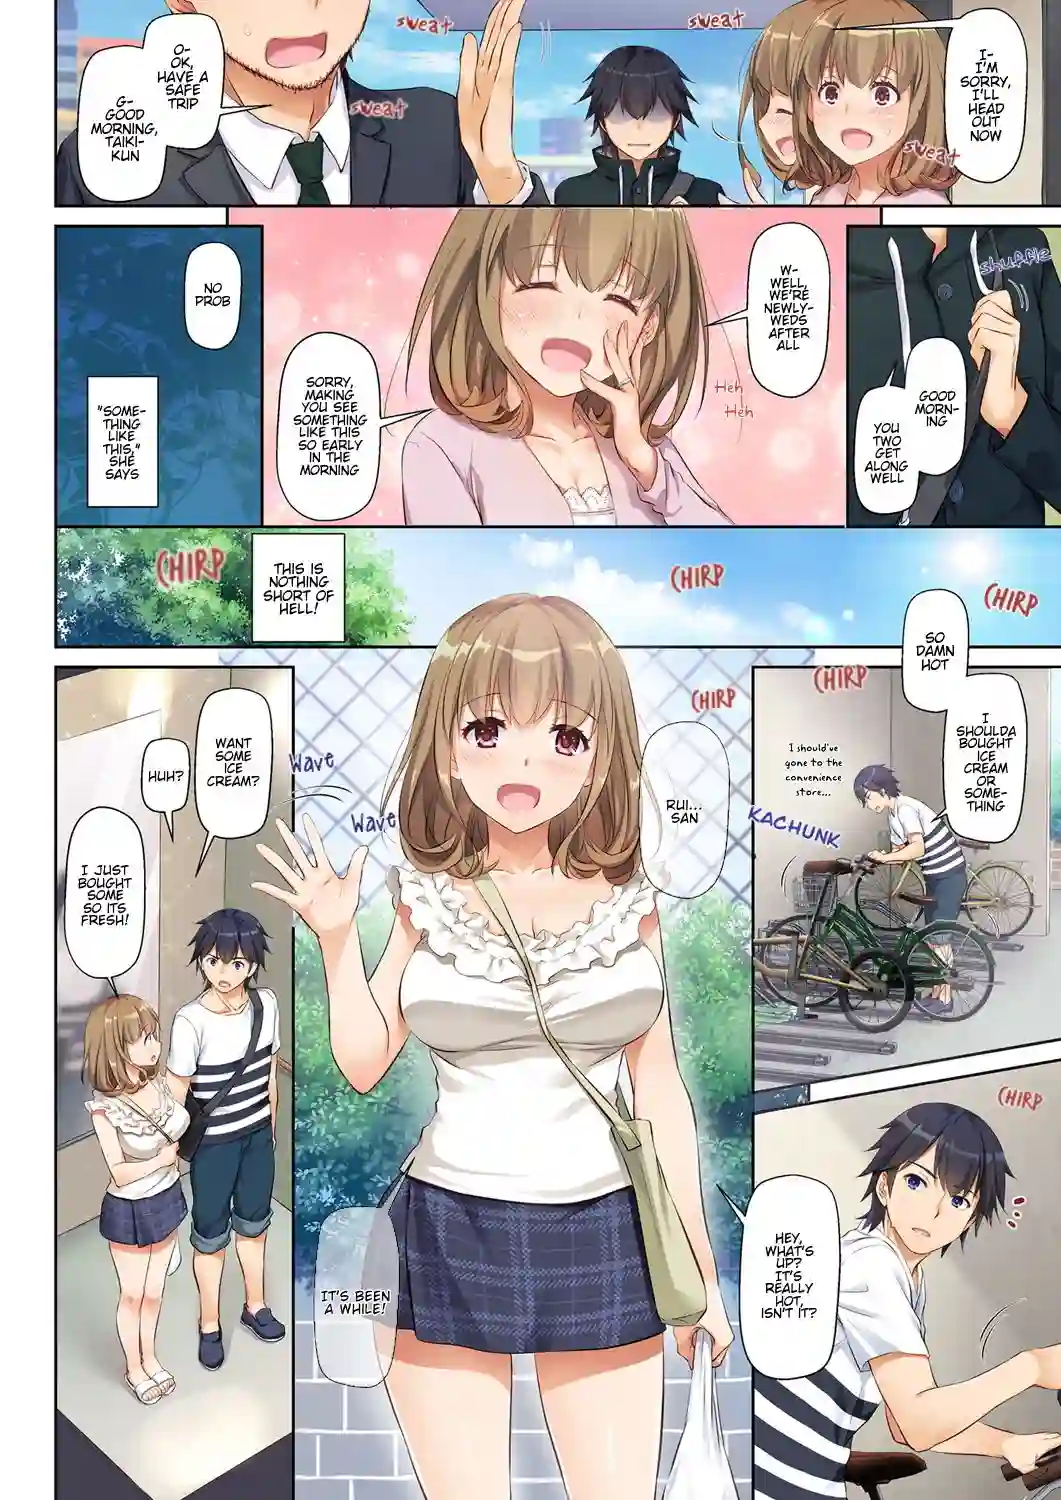 I-
I'M
SORRY,
I'LL
HEAD
OUT
NOW
sweat
sweat
sweat
sweat
O-
OK,
HAVE A
SAFE
TRIP
G-
GOOD
MORNING,
TAIKI-
KUN
shuffle
GOOD
MORN-
ING
YOU
TWO
GET
ALONG
WELL
W-
WELL,
WE'RE
NEWLY-
WEDS
AFTER
ALL
Heh
Heh
SORRY,
MAKING
YOU SEE
SOMETHING
LIKE THIS
SO EARLY
IN THE
MORNING
NO
PROB
"SOME-
THING
LIKE
THIS,"
SHE
SAYS
CHIRP
CHIRP
CHIRP
THIS IS
NOTHING
SHORT OF
HELL!
SO
DAMN
HOT
I
SHOULDA
BOUGHT
ICE
CREAM
OR
SOME-
THING
CHIRP
CHIRP
I should've
gone to the
convenience
store...
KACHUNK
CHIRP
HEY,
WHAT'S
UP?
IT'S
REALLY
HOT,
ISN'T IT?
RUI...
SAN
Wave
Wave
IT'S BEEN
A WHILE!
WANT
SOME
ICE
CREAM?
HUH?
I JUST
BOUGHT
SOME
SO ITS
FRESH!